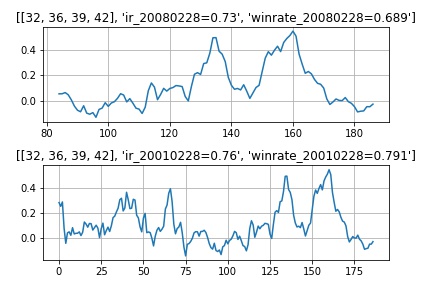 [[32, 36, 39, 42], 'ir_20080228=0.73', 'winrate_20080228=0.689']
0.4
0.2
0.0
80 100 120 140 160 180
[[32, 36, 39, 42], 'ir_20010228=0.76', 'winrate_20010228=0.791']
0.4
0.2
0.0
0 25 50 75 100 125 150 175